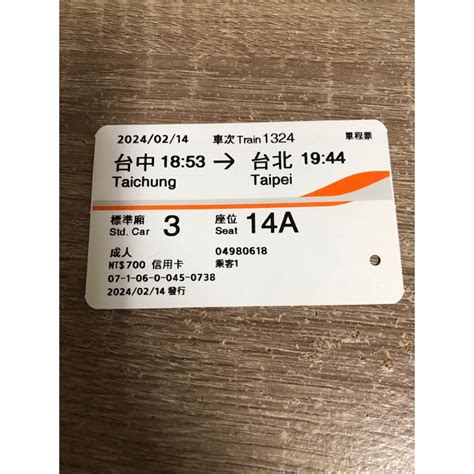 2024/02/14 車次 Train 1324 單程票
台中 18:53 → 台北 19:44
Taichung Taipei
標準廂 3 座位 14A
Std. Car Seat
成人 04980618
NT$700 信用卡 乘客1
07-1-06-0-045-0738
2024/02/14 發行